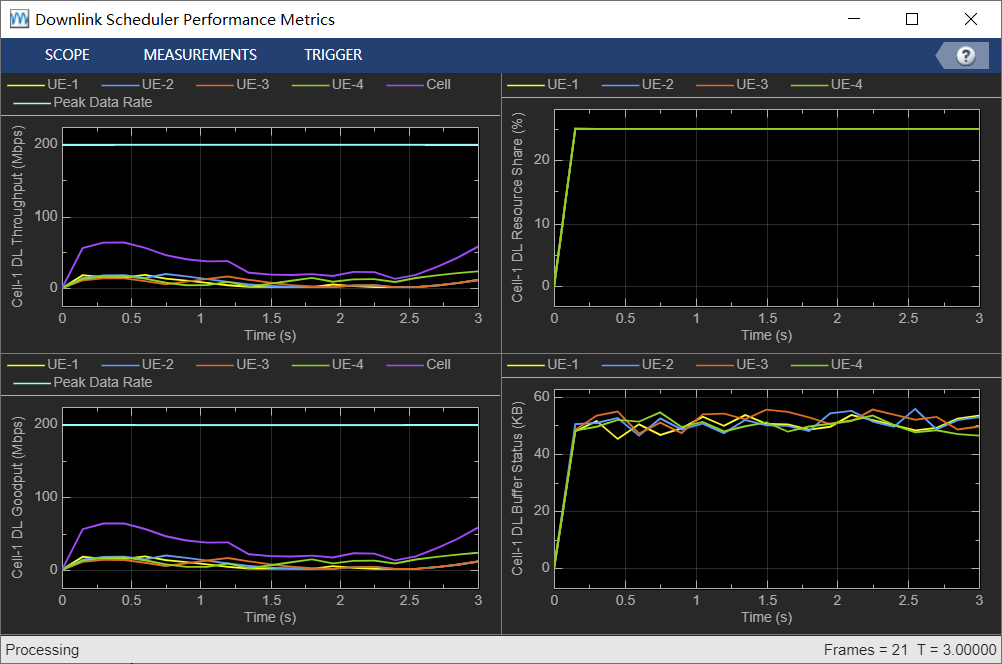 Downlink Scheduler Performance Metrics
SCOPE MEASUREMENTS TRIGGER ?
UE-1 UE-2 UE-3 UE-4 Cell
Peak Data Rate
Cell-1 DL Throughput (Mbps)
200
100
0
0 0.5 1 1.5 2 2.5 3
Time (s)
UE-1 UE-2 UE-3 UE-4
Cell-1 DL Resource Share (%)
20
10
0
0 0.5 1 1.5 2 2.5 3
Time (s)
UE-1 UE-2 UE-3 UE-4 Cell
Peak Data Rate
Cell-1 DL Goodput (Mbps)
200
100
0
0 0.5 1 1.5 2 2.5 3
Time (s)
UE-1 UE-2 UE-3 UE-4
Cell-1 DL Buffer Status (KB)
60
40
20
0
0 0.5 1 1.5 2 2.5 3
Time (s)
Processing Frames = 21 T = 3.00000